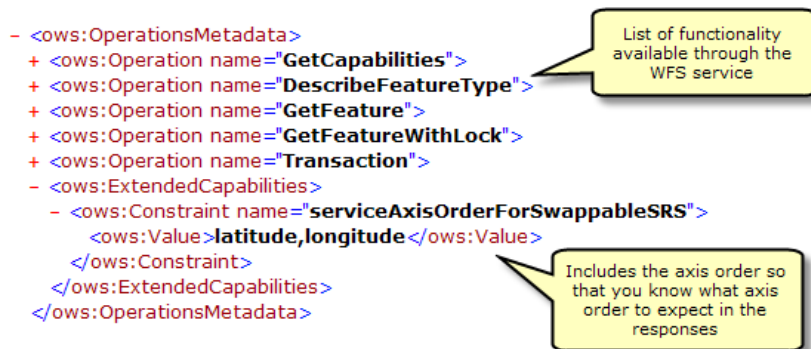 - <ows:OperationsMetadata>
+ <ows:Operation name="GetCapabilities">
+ <ows:Operation name="DescribeFeatureType">
+ <ows:Operation name="GetFeature">
+ <ows:Operation name="GetFeatureWithLock">
+ <ows:Operation name="Transaction">
- <ows:ExtendedCapabilities>
- <ows:Constraint name="serviceAxisOrderForSwappableSRS">
<ows:Value>latitude,longitude</ows:Value>
</ows:Constraint>
</ows:ExtendedCapabilities>
</ows:OperationsMetadata>
List of functionality
available through the
WFS service
Includes the axis order so
that you know what axis
order to expect in the
responses